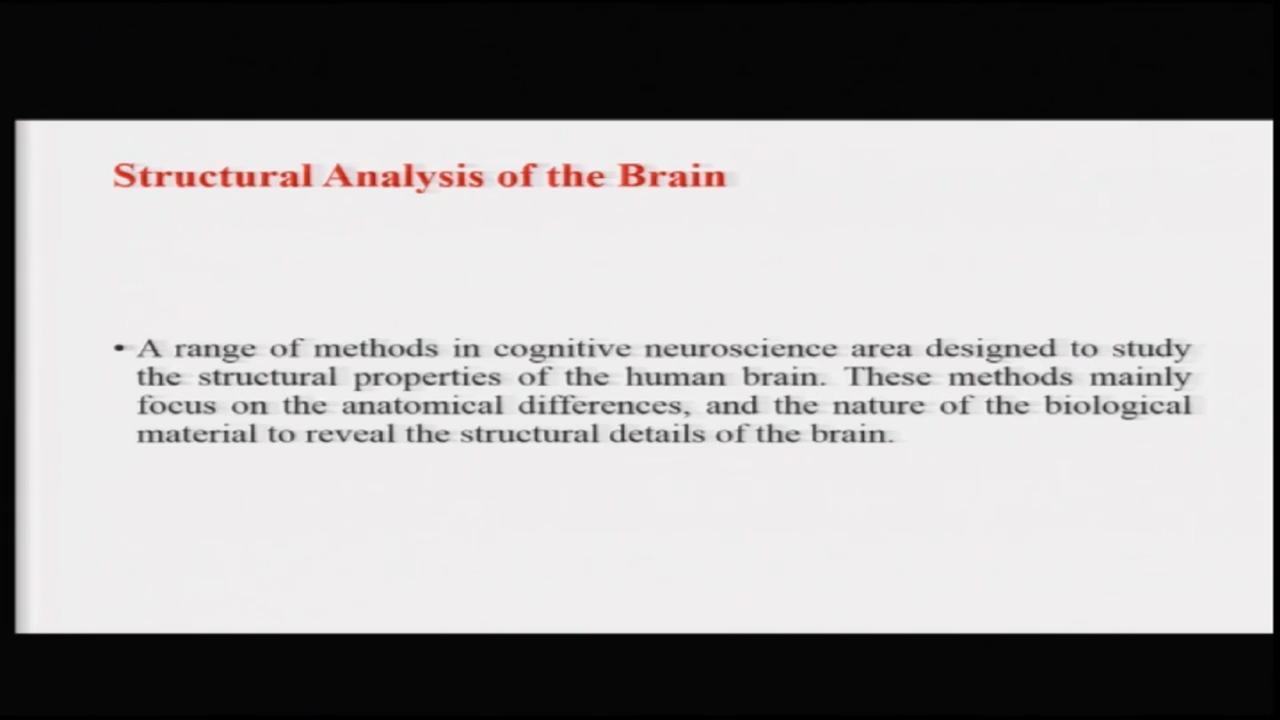 Structural Analysis of the Brain
• A range of methods in cognitive neuroscience area designed to study
the structural properties of the human brain. These methods mainly
focus on the anatomical differences, and the nature of the biological
material to reveal the structural details of the brain.